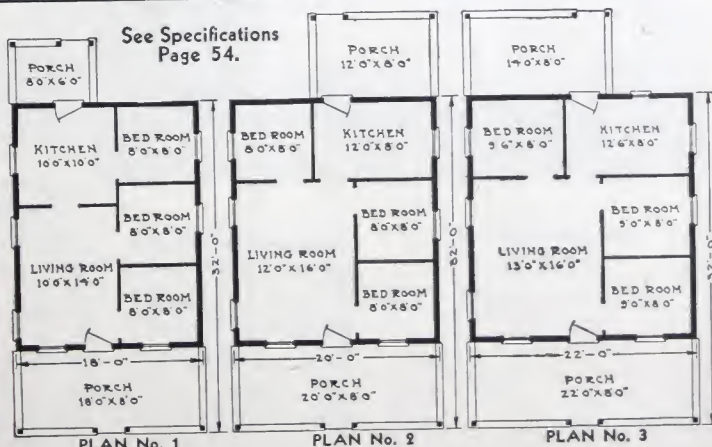 See Specifications
Page 54.
PORCH
8'0"X6'0"
KITCHEN
10'0"X10'0"
BED ROOM
8'0"X8'0"
BED ROOM
8'0"X8'0"
LIVING ROOM
10'0"X14'0"
BED ROOM
8'0"X8'0"
32'-0"
18'-0"
PORCH
18'0"X8'0"
PLAN No. 1
PORCH
12'0"X8'0"
BED ROOM
8'0"X8'0"
KITCHEN
12'0"X8'0"
BED ROOM
8'0"X8'0"
LIVING ROOM
12'0"X16'0"
BED ROOM
8'0"X8'0"
32'-0"
20'-0"
PORCH
20'0"X8'0"
PLAN No. 2
PORCH
14'0"X8'0"
BED ROOM
9'6"X8'0"
KITCHEN
12'6"X8'0"
BED ROOM
9'0"X8'0"
LIVING ROOM
13'0"X16'0"
BED ROOM
9'0"X8'0"
32'-0"
22'-0"
PORCH
22'0"X8'0"
PLAN No. 3